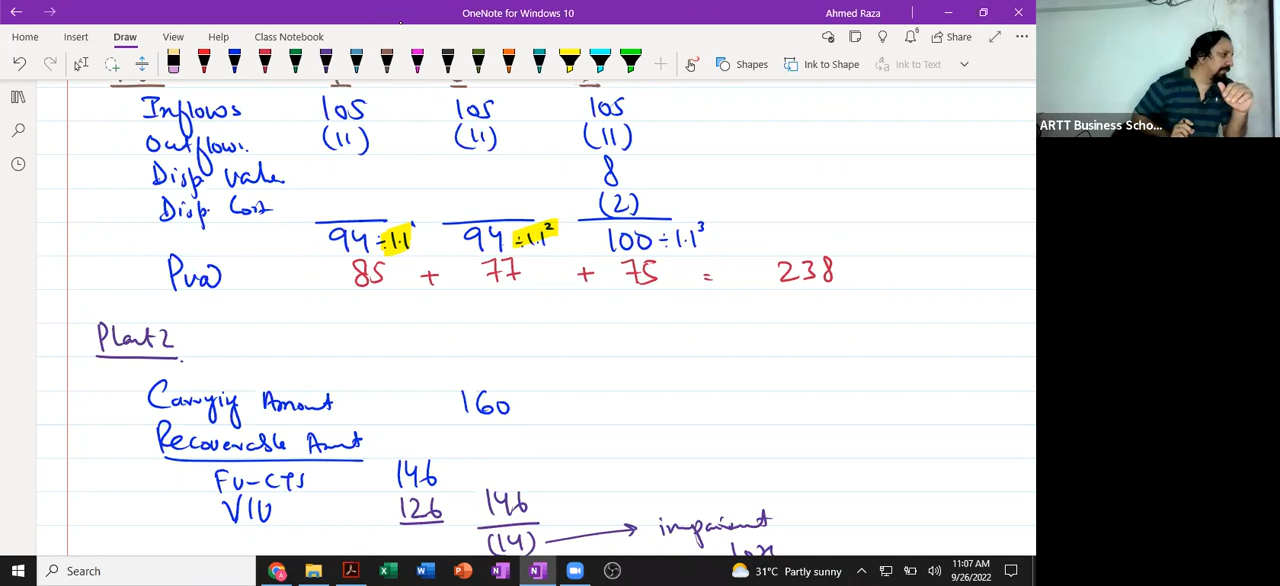 OneNote for Windows 10
Ahmed Raza
Home Insert Draw View Help Class Notebook
Share
Shapes Ink to Shape Ink to Text
Inflows 105 105 105
Outflows (11) (11) (11)
Disp value 8
Disp Cost (2)
94 ÷1.1¹ 94 ÷1.1² 100 ÷1.1³
85 + 77 + 75 = 238
Plant 2
Carrying Amount 160
Recoverable Amt
FV-CTS 146
VIU 126 146
(14) → impairment
loss
ARTT Business Scho...
Search
31°C Partly sunny
11:07 AM
9/26/2022
6